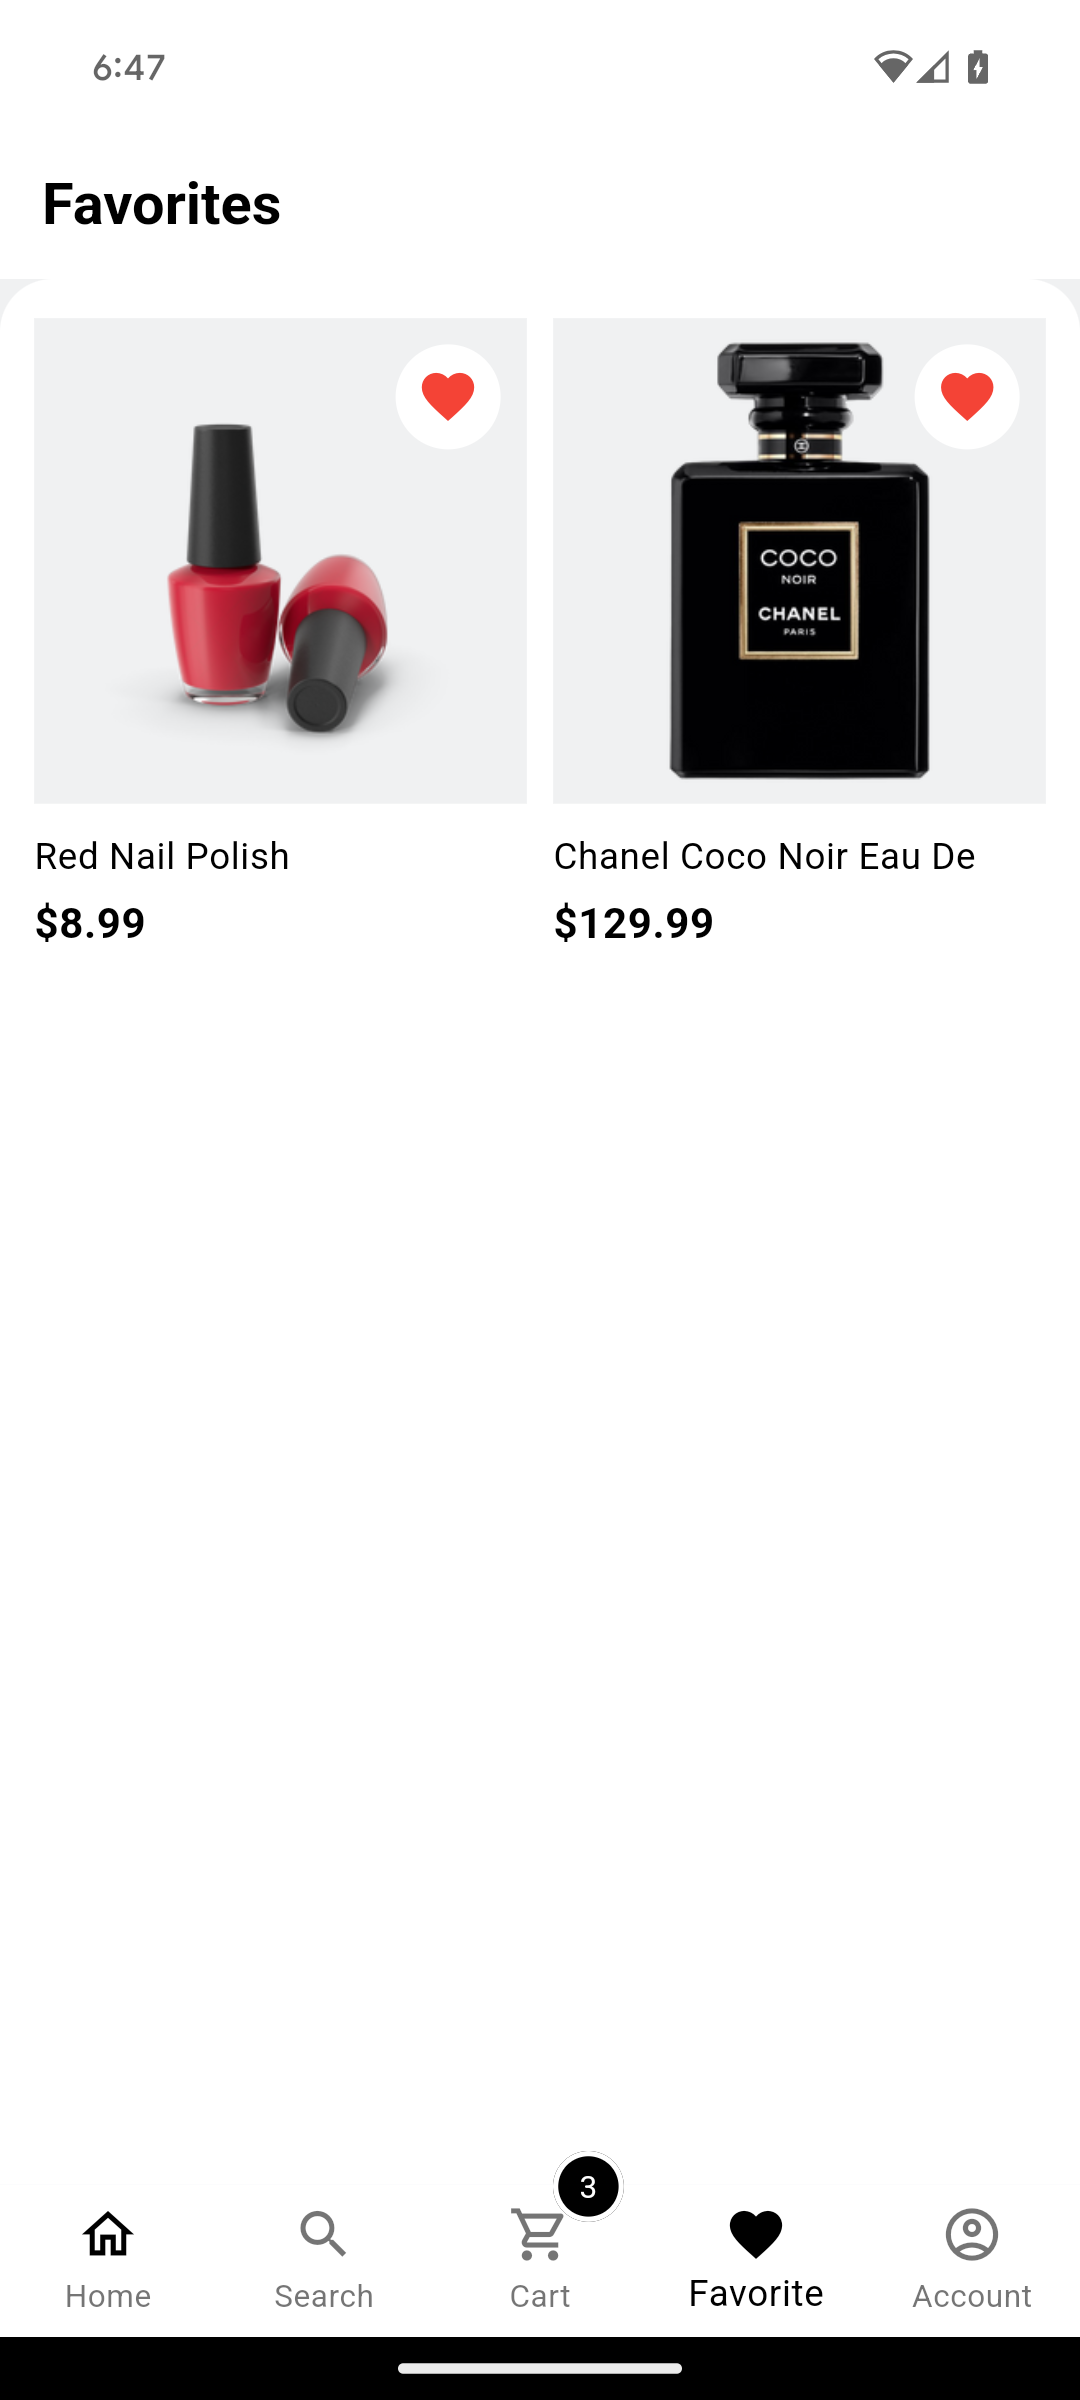 6:47
Favorites
COCO
NOIR
CHANEL
PARIS
Red Nail Polish
$8.99
Chanel Coco Noir Eau De
$129.99
3
Home
Search
Cart
Favorite
Account